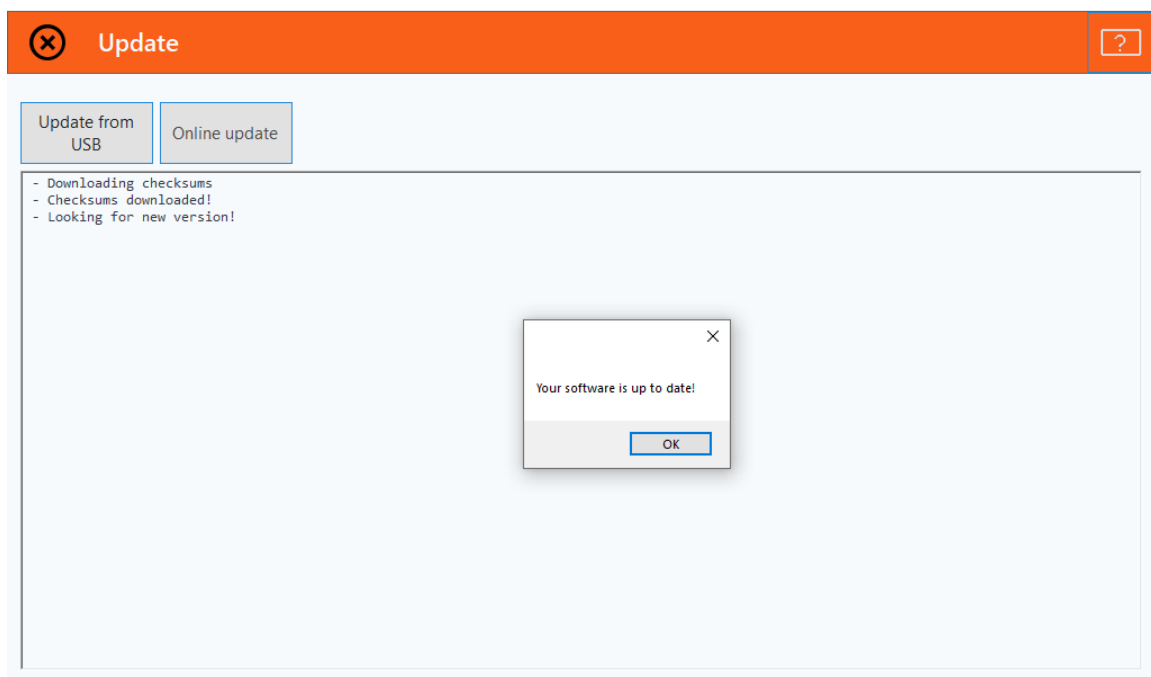 Update
?
Update from
USB
Online update
- Downloading checksums
- Checksums downloaded!
- Looking for new version!
Your software is up to date!
OK